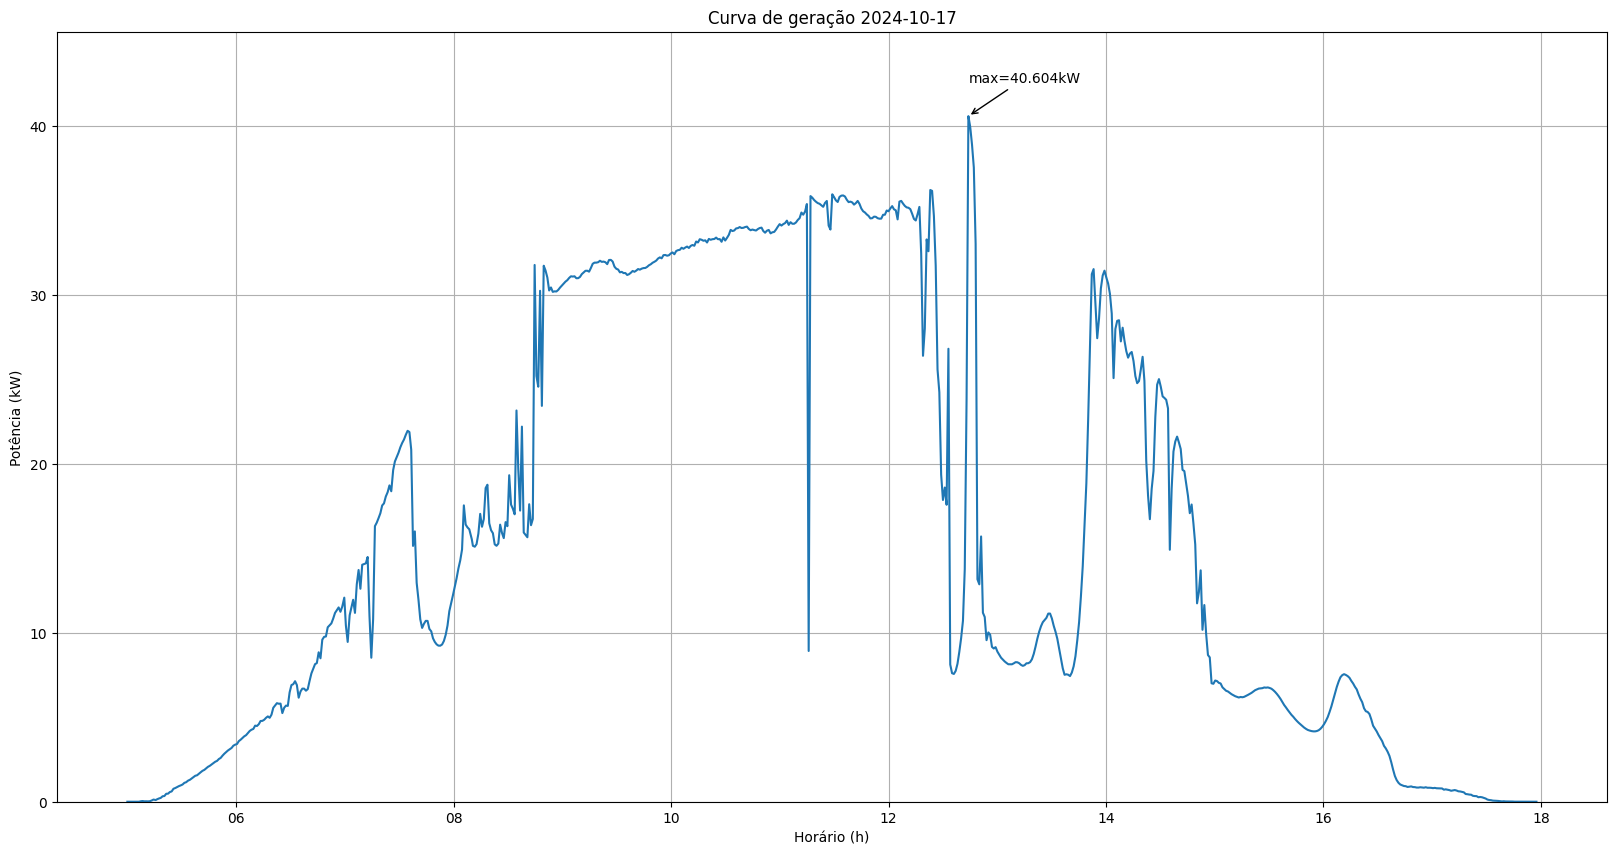 Curva de geração 2024-10-17
max=40.604kW
Potência (kW)
40
30
20
10
0
06 08 10 12 14 16 18
Horário (h)